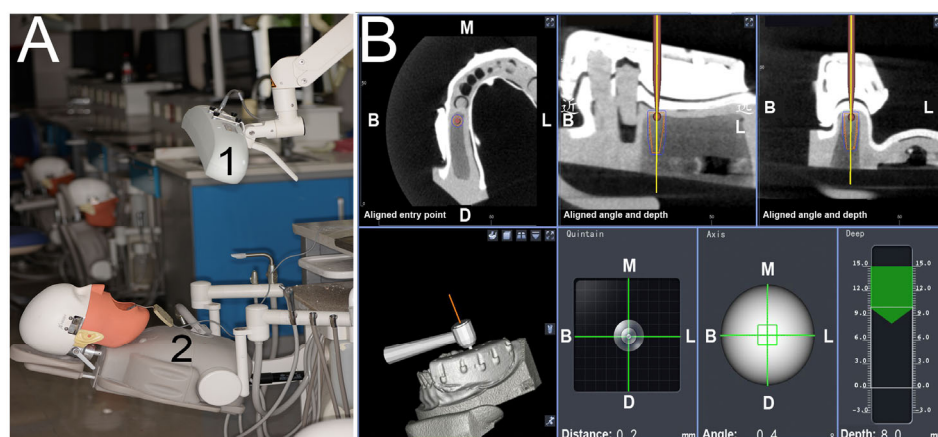 A
1
2
B
M
B
L
D
Aligned entry point
B
L
Aligned angle and depth
B
L
Aligned angle and depth
Quintain
M
B
L
D
Distance: 0.2 mm
Axis
M
B
L
D
Angle: 0.4 °
Deep
15.0 15.0
12.0 12.0
9.0 9.0
6.0 6.0
3.0 3.0
0.0 0.0
-3.0 -3.0
Depth: 8.0 m